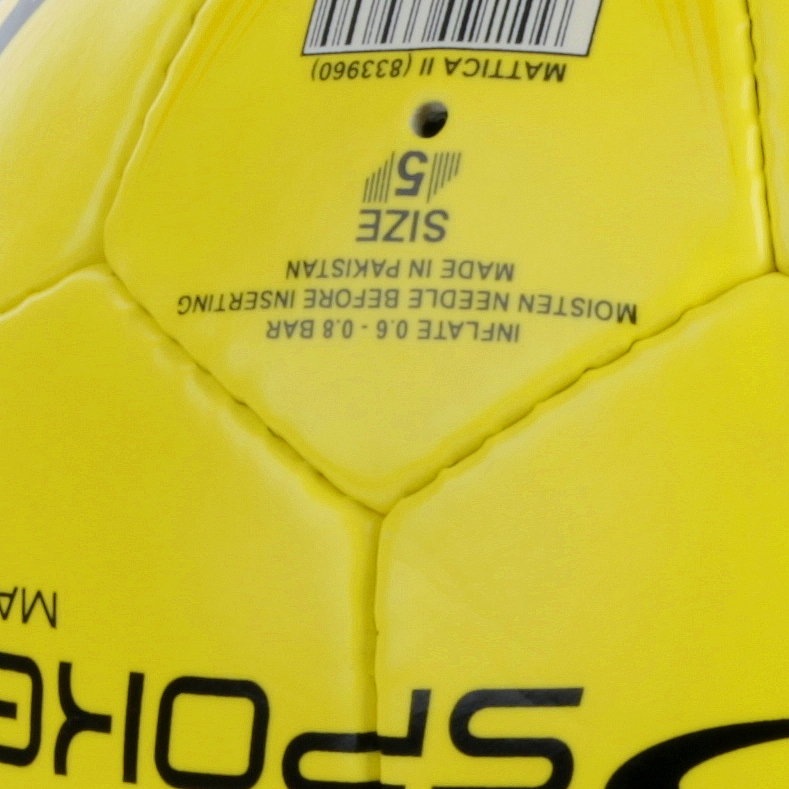 SPOKE
MA
INFLATE 0.6 - 0.8 BAR
MOISTEN NEEDLE BEFORE INSERTING
MADE IN PAKISTAN
SIZE
5
MATTICA II (833960)